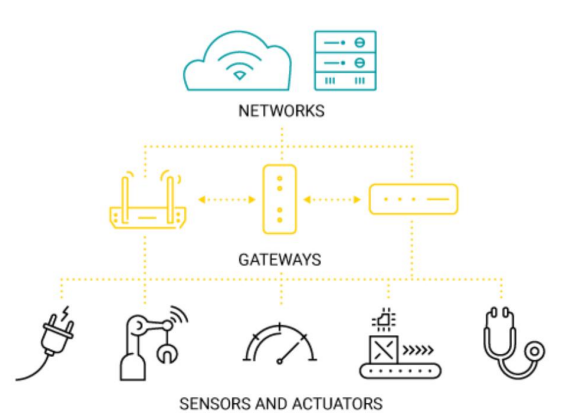 NETWORKS
GATEWAYS
SENSORS AND ACTUATORS